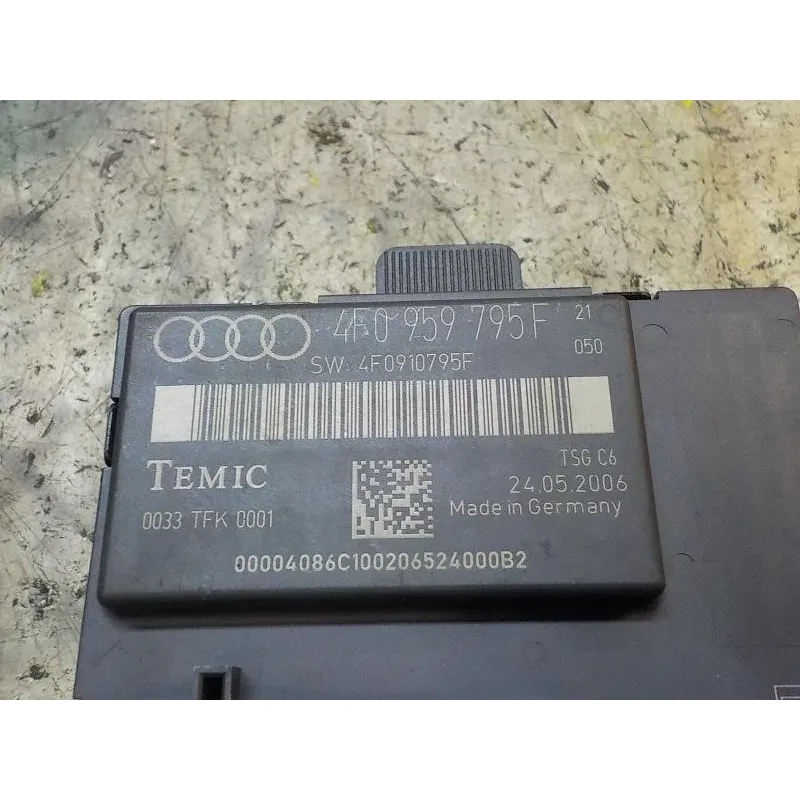 4F0 959 795 F 21
050
SW: 4F0910795F
TEMIC
TSG C6
24.05.2006
Made in Germany
0033 TFK 0001
00004086C100206524000B2